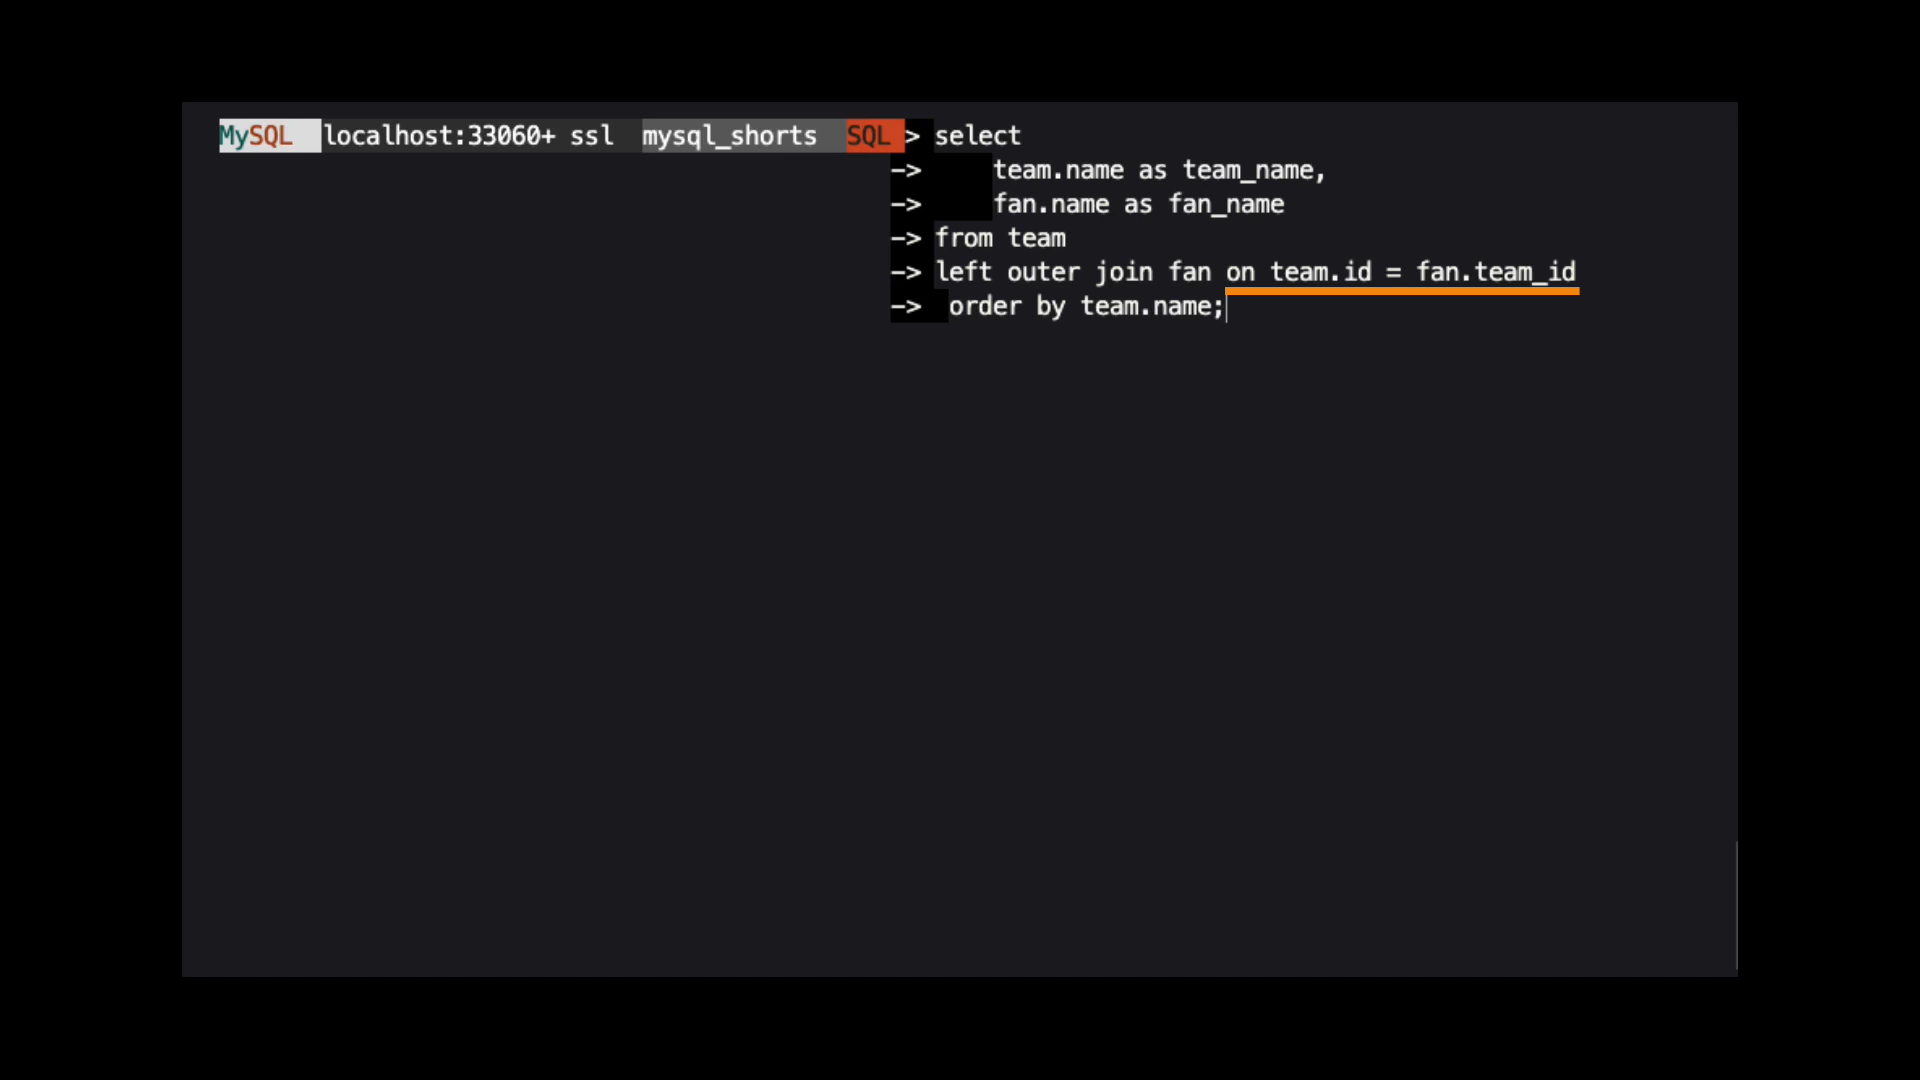 MySQL localhost:33060+ ssl mysql_shorts SQL > select
-> team.name as team_name,
-> fan.name as fan_name
-> from team
-> left outer join fan on team.id = fan.team_id
-> order by team.name;